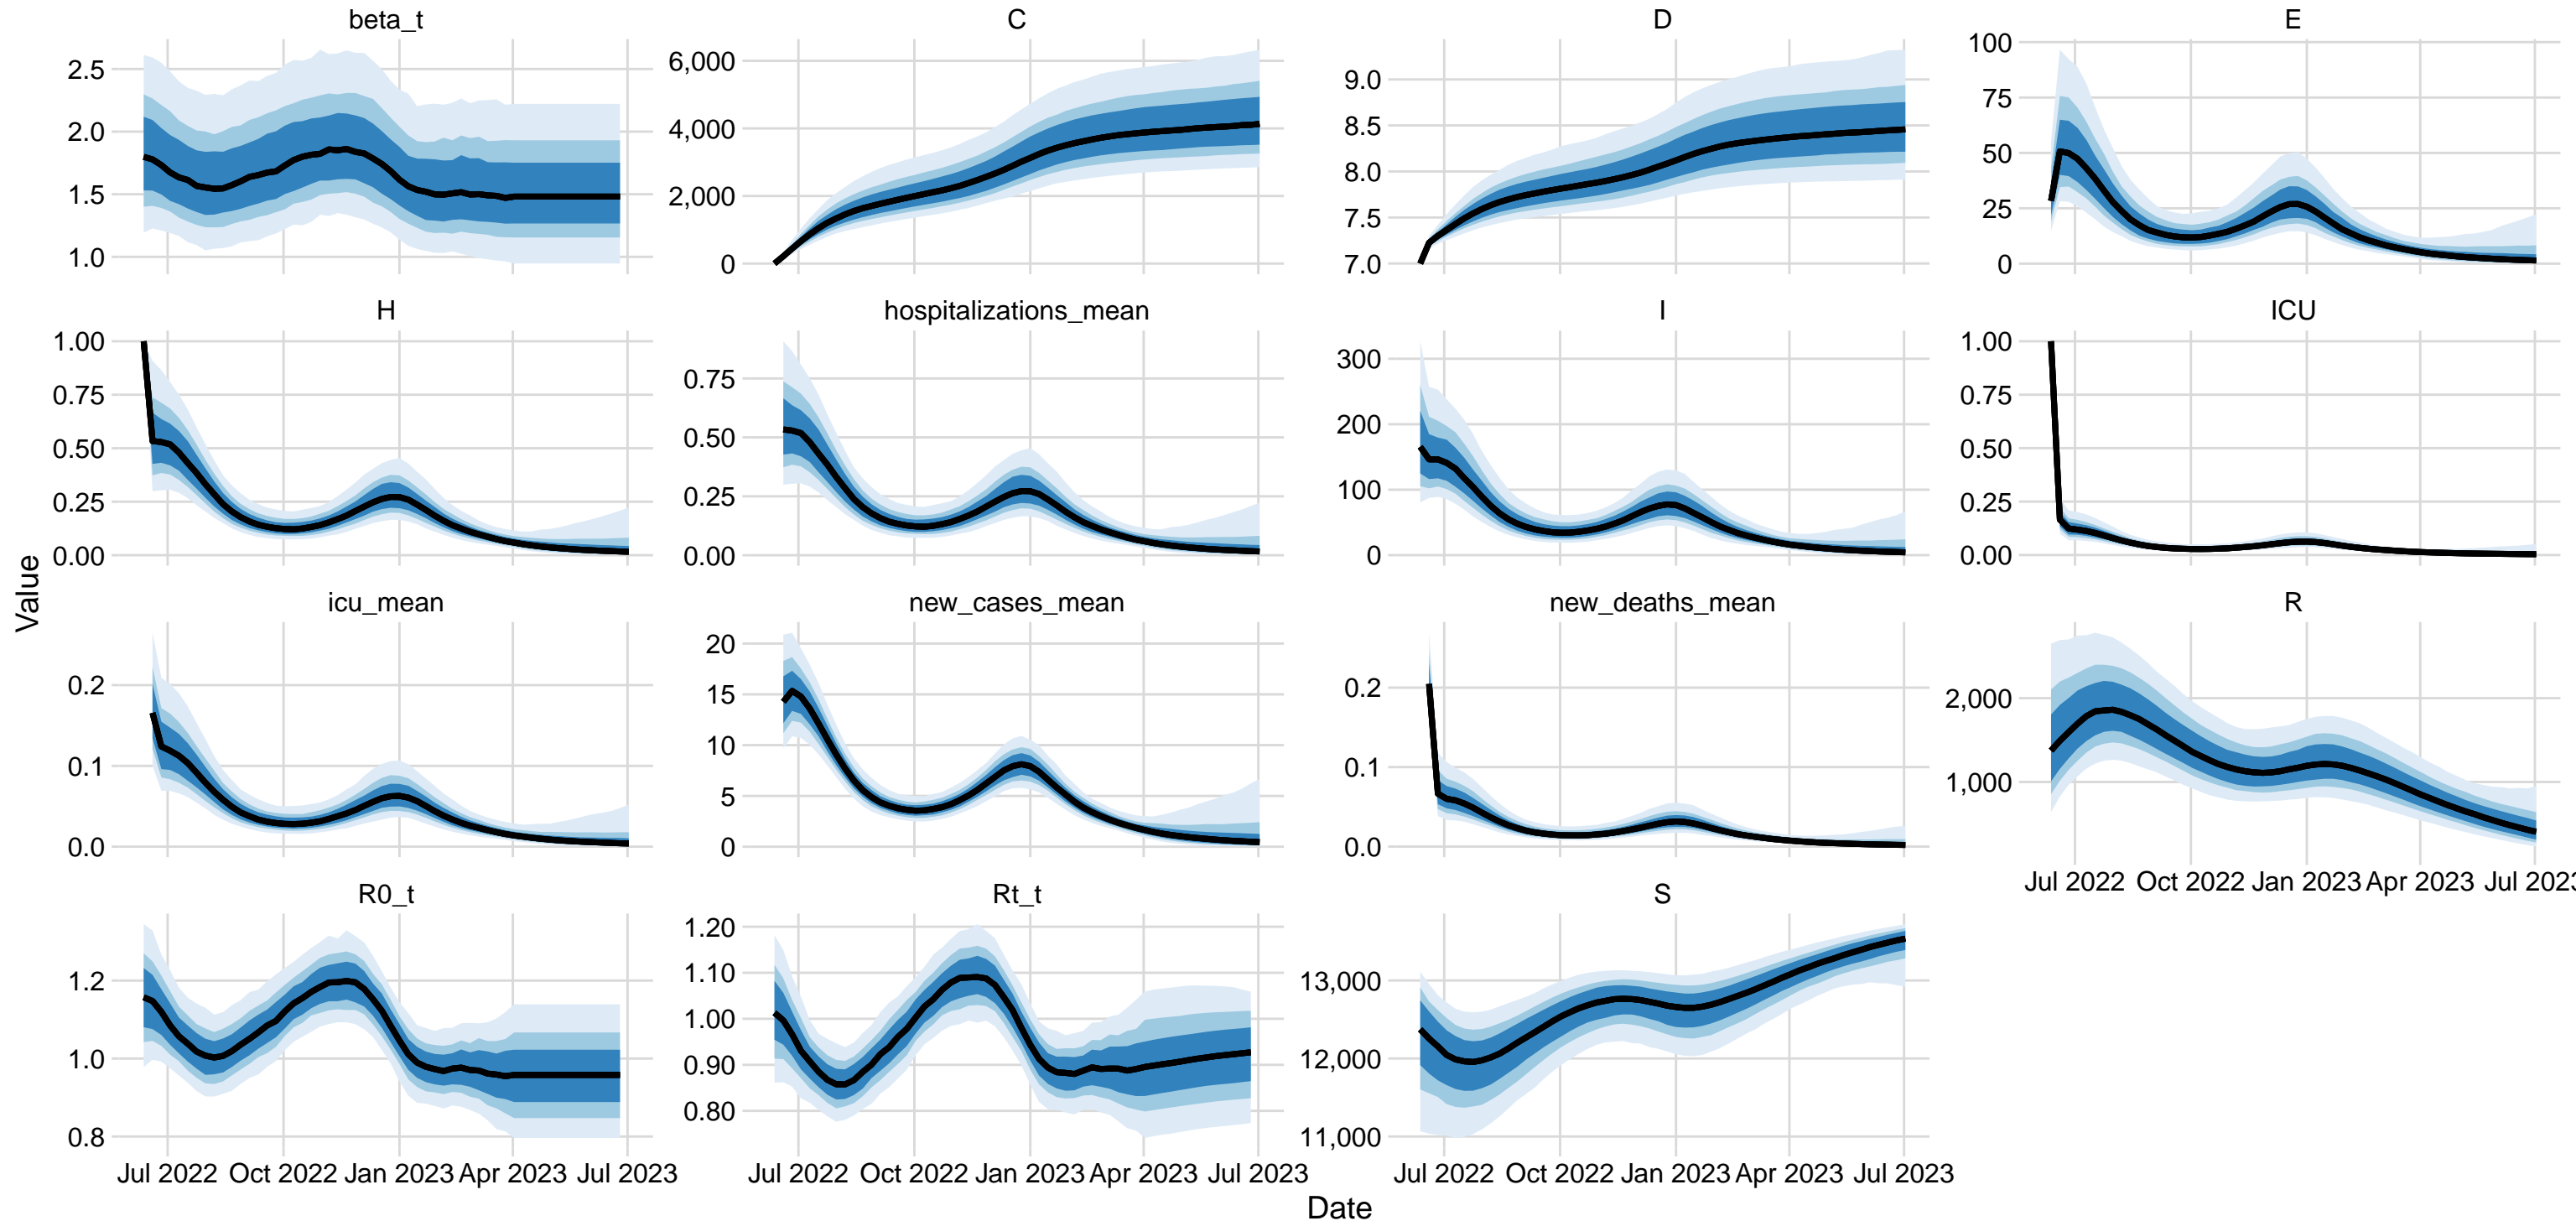 beta_t
C
D
E
2.5
2.0
1.5
1.0
6,000
4,000
2,000
0
9.0
8.5
8.0
7.5
7.0
100
75
50
25
0
H
hospitalizations_mean
I
ICU
1.00
0.75
0.50
0.25
0.00
0.75
0.50
0.25
0.00
300
200
100
0
1.00
0.75
0.50
0.25
0.00
Value
icu_mean
new_cases_mean
new_deaths_mean
R
0.2
0.1
0.0
20
15
10
5
0
0.2
0.1
0.0
2,000
1,000
Jul 2022 Oct 2022 Jan 2023 Apr 2023 Jul 2023
R0_t
Rt_t
S
1.2
1.0
0.8
1.20
1.10
1.00
0.90
0.80
13,000
12,000
11,000
Jul 2022 Oct 2022 Jan 2023 Apr 2023 Jul 2023
Jul 2022 Oct 2022 Jan 2023 Apr 2023 Jul 2023
Jul 2022 Oct 2022 Jan 2023 Apr 2023 Jul 2023
Date